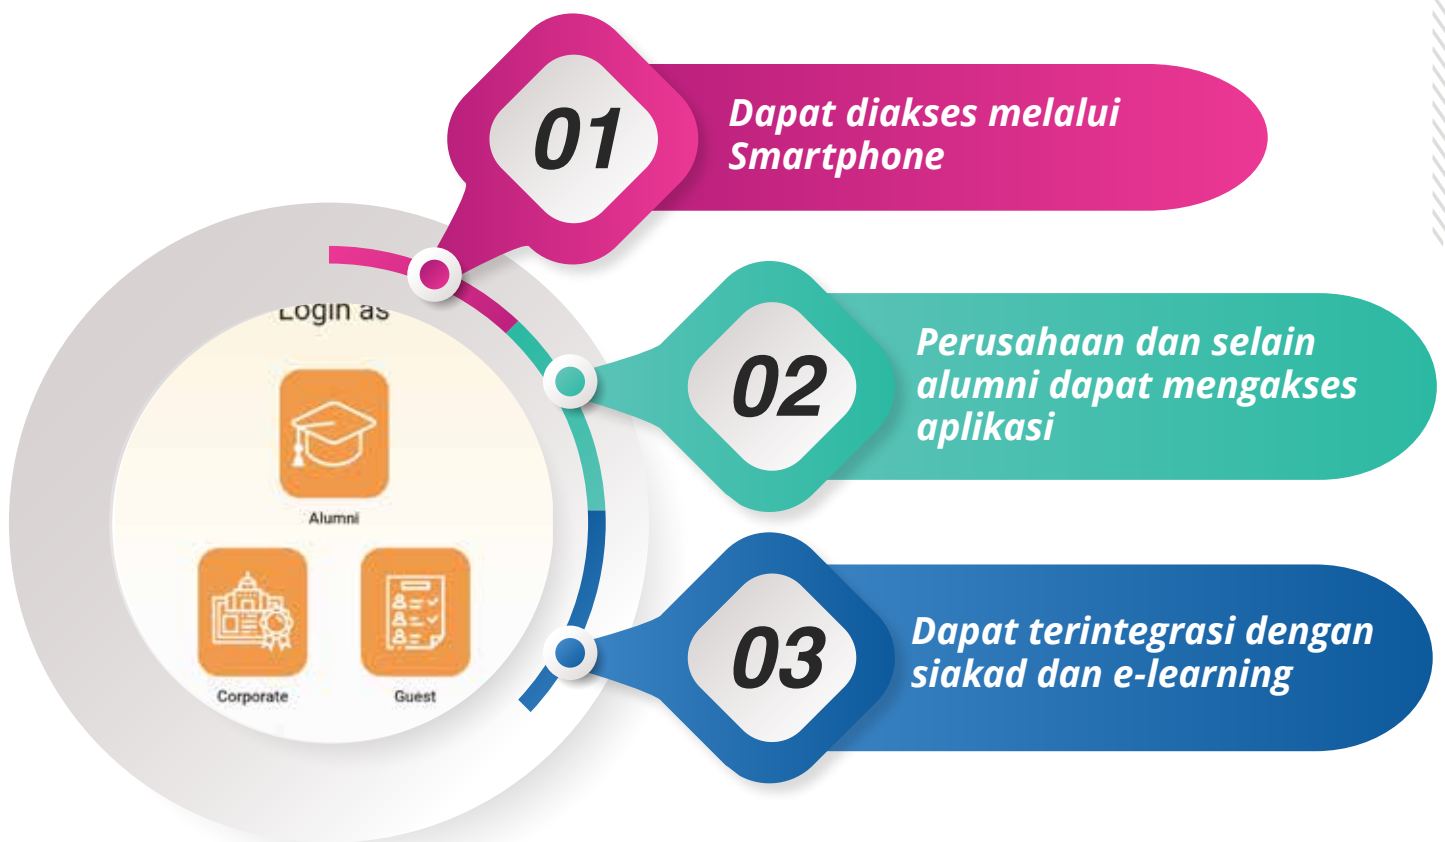 01
Dapat diakses melalui
Smartphone
02
Perusahaan dan selain
alumni dapat mengakses
aplikasi
03
Dapat terintegrasi dengan
siakad dan e-learning
Login as
Alumni
Corporate
Guest